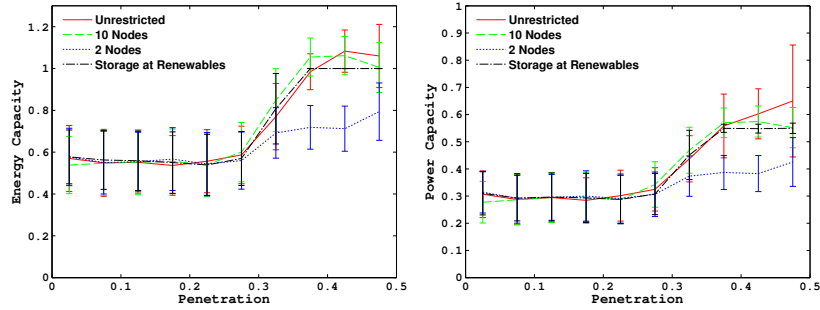 Unrestricted
10 Nodes
2 Nodes
Storage at Renewables
Energy Capacity
1.2
1
0.8
0.6
0.4
0.2
0
0
0.1
0.2
0.3
0.4
0.5
Penetration
Unrestricted
10 Nodes
2 Nodes
Storage at Renewables
Power Capacity
1
0.9
0.8
0.7
0.6
0.5
0.4
0.3
0.2
0.1
0
0
0.1
0.2
0.3
0.4
0.5
Penetration